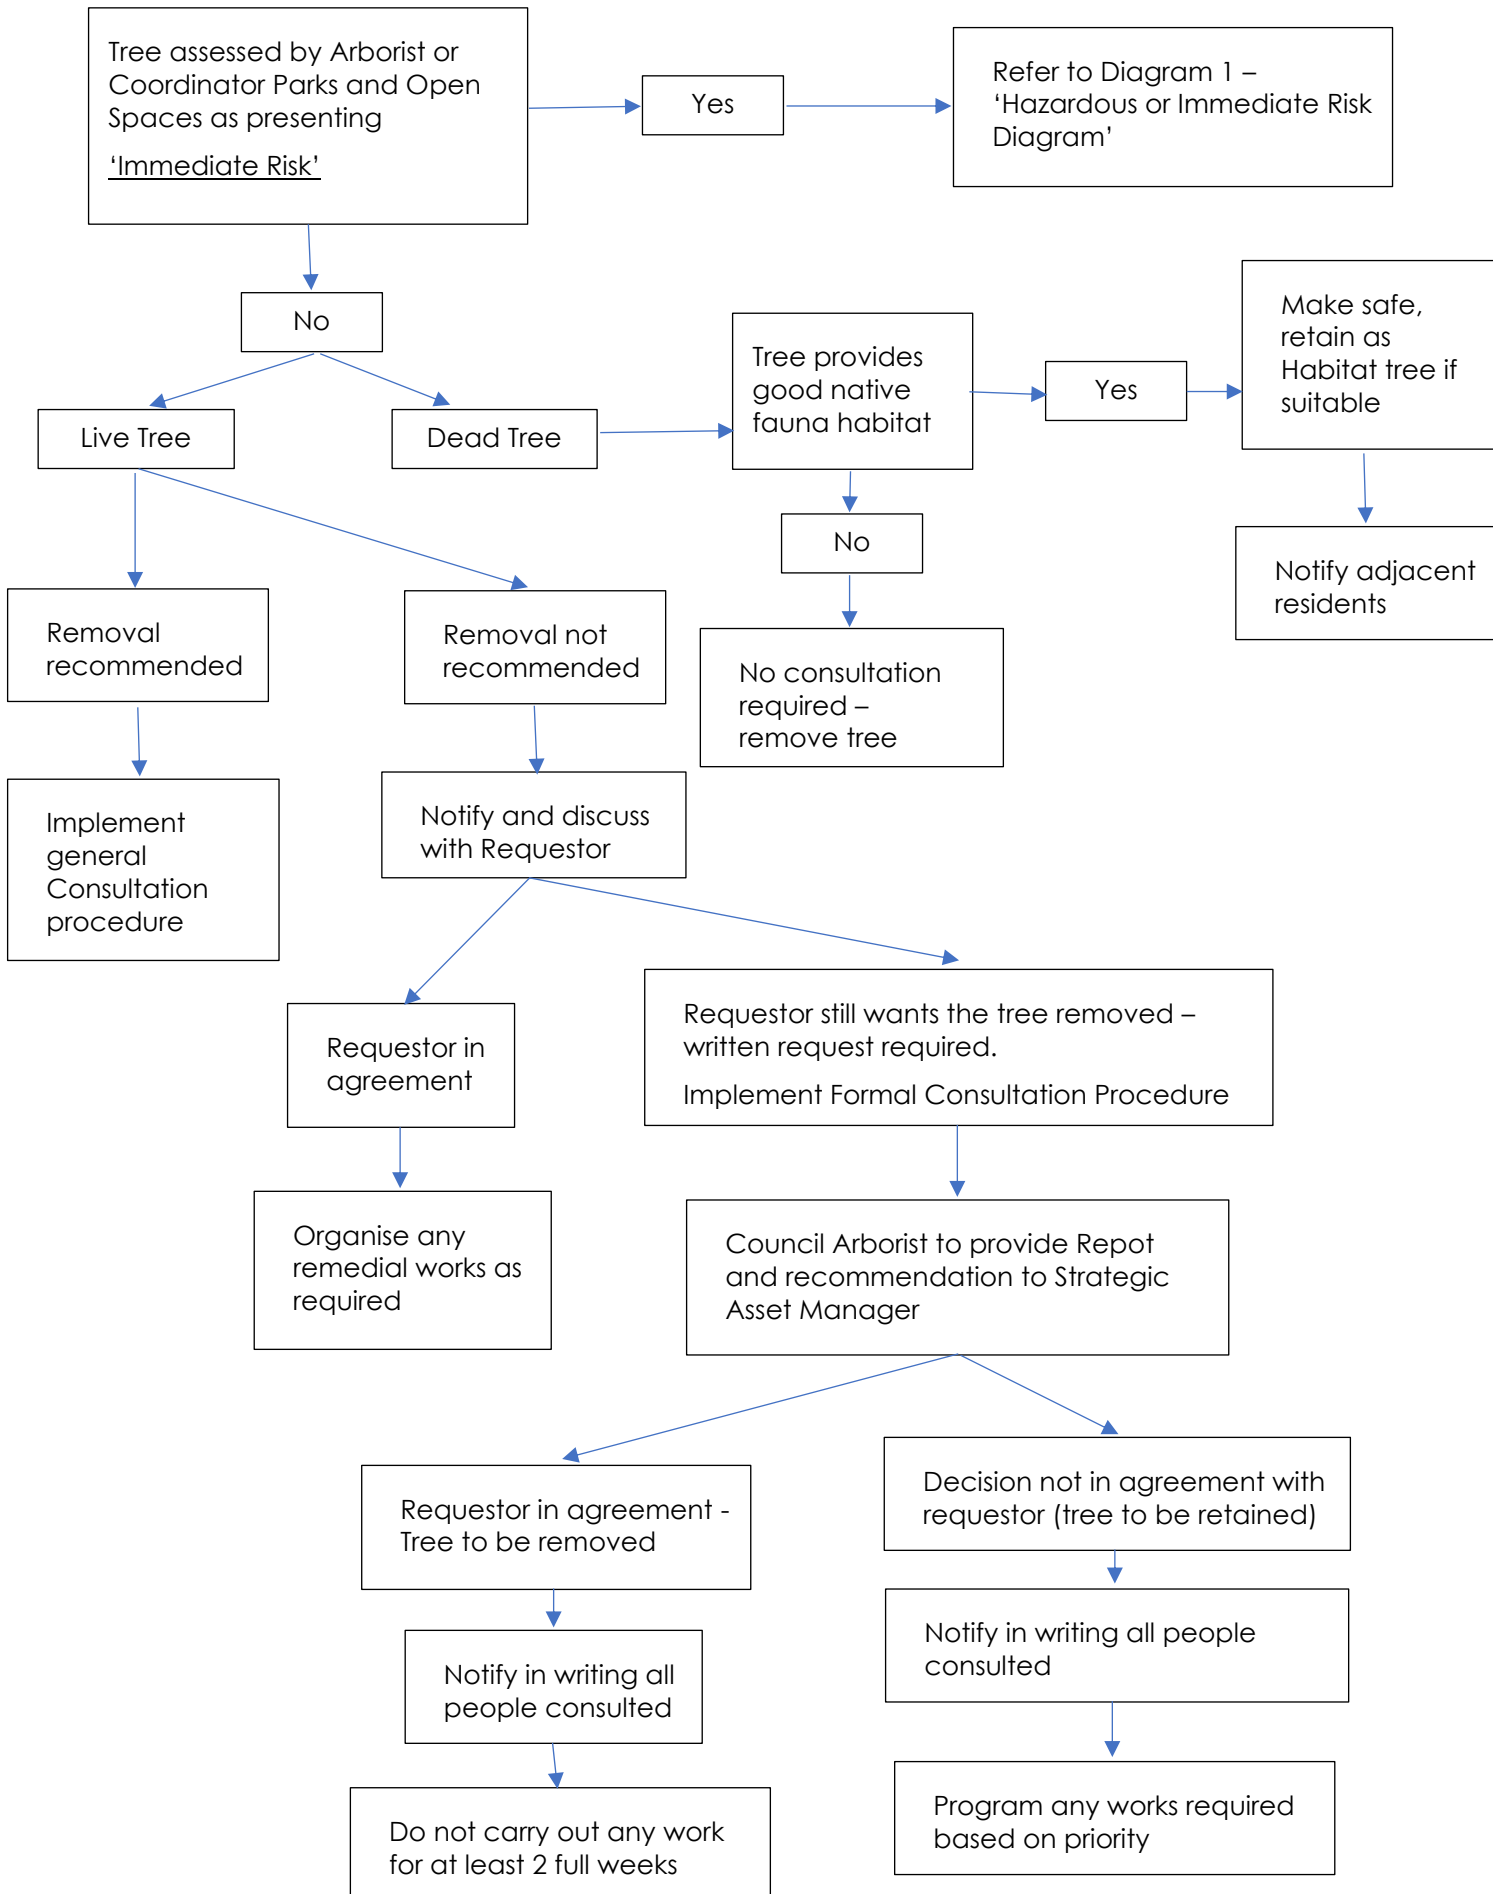 Tree assessed by Arborist or
Coordinator Parks and Open
Spaces as presenting
‘Immediate Risk’
Yes
Refer to Diagram 1 –
‘Hazardous or Immediate Risk
Diagram’
No
Live Tree
Dead Tree
Tree provides
good native
fauna habitat
Yes
Make safe,
retain as
Habitat tree if
suitable
Notify adjacent
residents
No
No consultation
required –
remove tree
Removal
recommended
Removal not
recommended
Implement
general
Consultation
procedure
Notify and discuss
with Requestor
Requestor in
agreement
Requestor still wants the tree removed –
written request required.
Implement Formal Consultation Procedure
Organise any
remedial works as
required
Council Arborist to provide Repot
and recommendation to Strategic
Asset Manager
Requestor in agreement -
Tree to be removed
Decision not in agreement with
requestor (tree to be retained)
Notify in writing all
people consulted
Notify in writing all people
consulted
Do not carry out any work
for at least 2 full weeks
Program any works required
based on priority